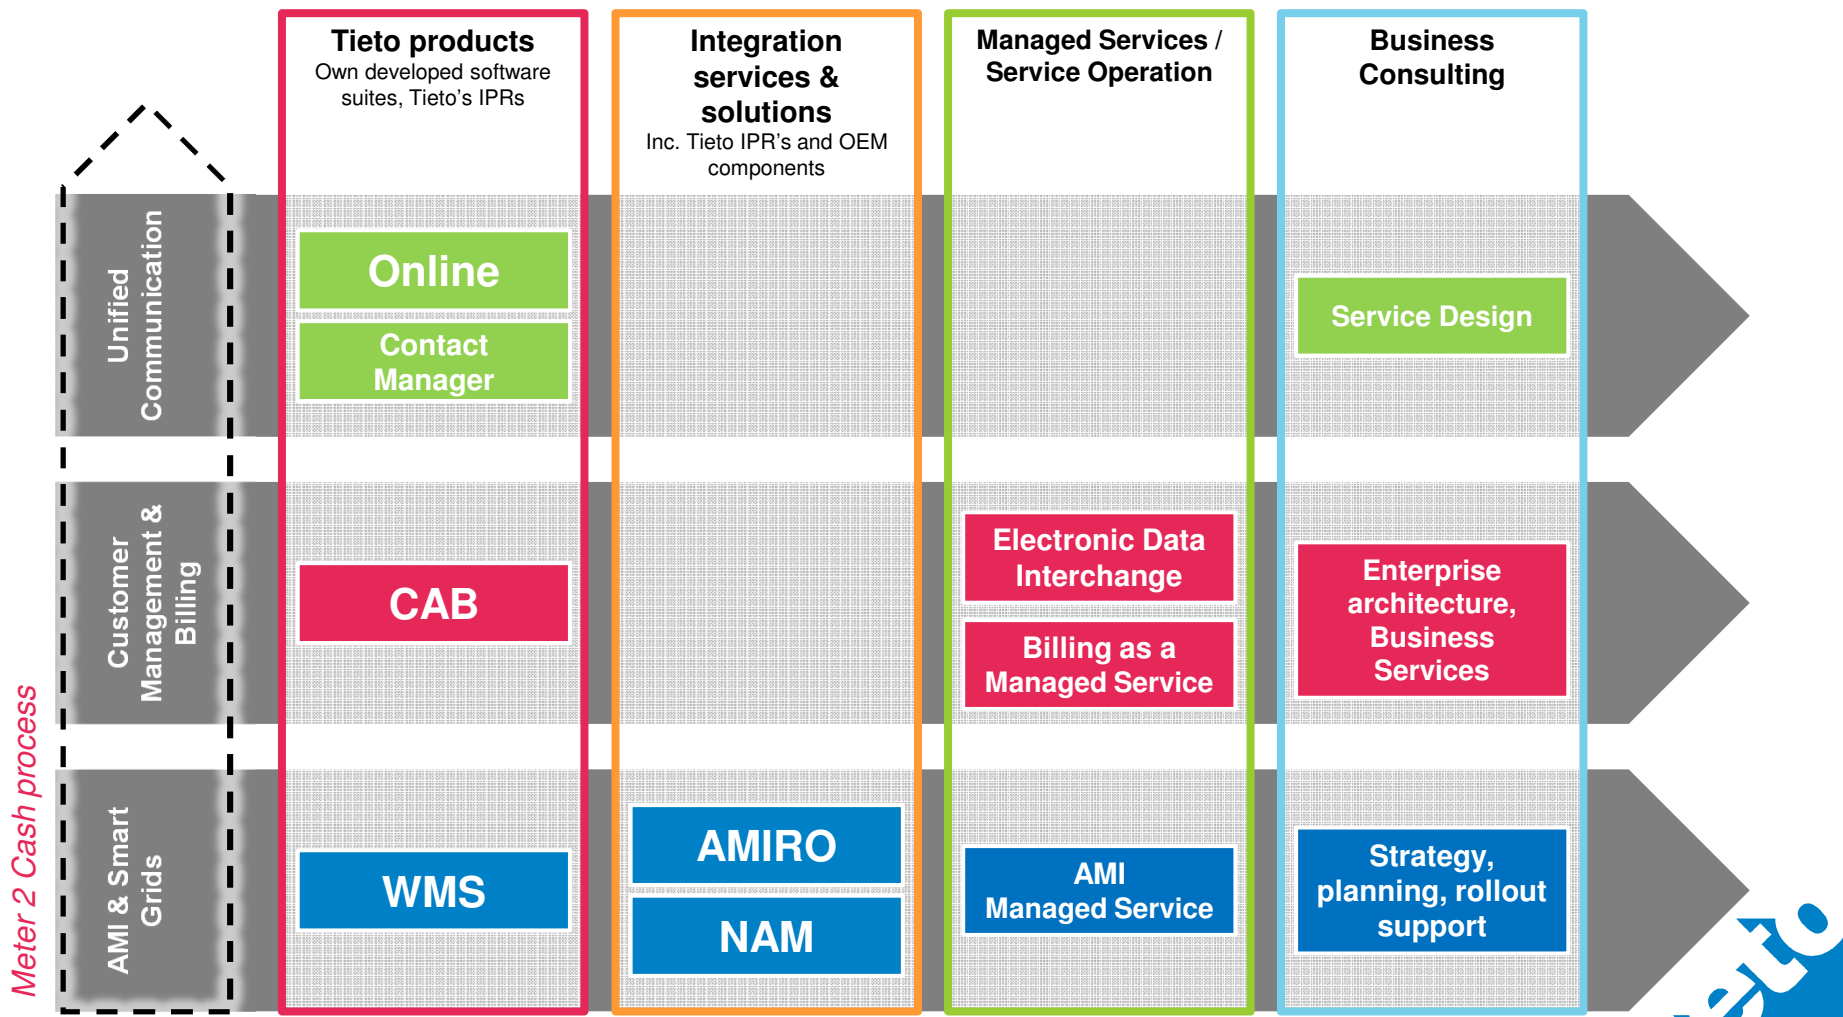 Tieto products
Own developed software
suites, Tieto's IPRs
Integration
services &
solutions
Inc. Tieto IPR's and OEM
components
Managed Services /
Service Operation
Business
Consulting
Unified
Communication
Online
Contact
Manager
Service Design
Customer
Management &
Billing
CAB
Electronic Data
Interchange
Billing as a
Managed Service
Enterprise
architecture,
Business
Services
Meter 2 Cash process
AMI & Smart
Grids
WMS
AMIRO
NAM
AMI
Managed Service
Strategy,
planning, rollout
support
tieto